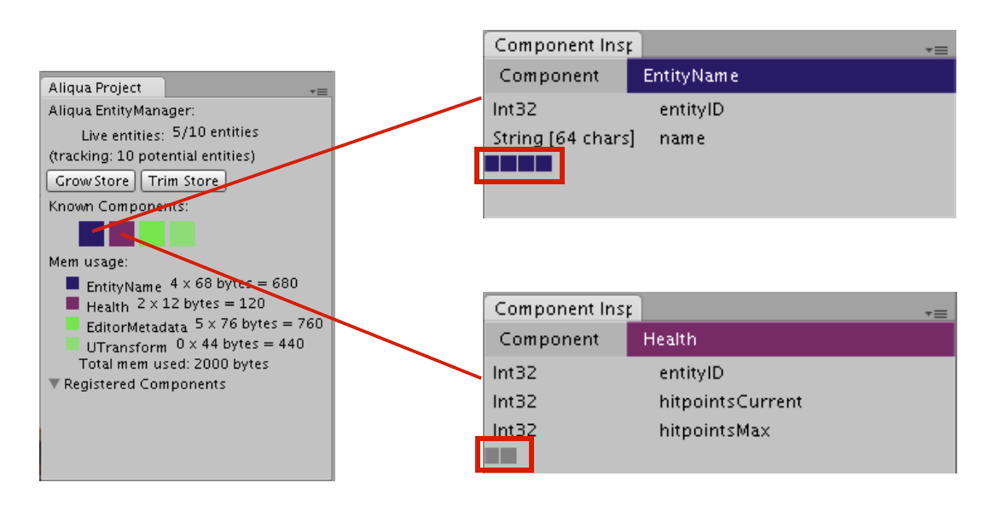 Aliqua Project
Aliqua EntityManager:
Live entities: 5/10 entities
(tracking: 10 potential entities)
Grow Store Trim Store
Known Components:
Mem usage:
EntityName 4 x 68 bytes = 680
Health 2 x 12 bytes = 120
EditorMetadata 5 x 76 bytes = 760
UTransform 0 x 44 bytes = 440
Total mem used: 2000 bytes
Registered Components
Component Insp
Component EntityName
Int32 entityID
String [64 chars] name
Component Insp
Component Health
Int32 entityID
Int32 hitpointsCurrent
Int32 hitpointsMax